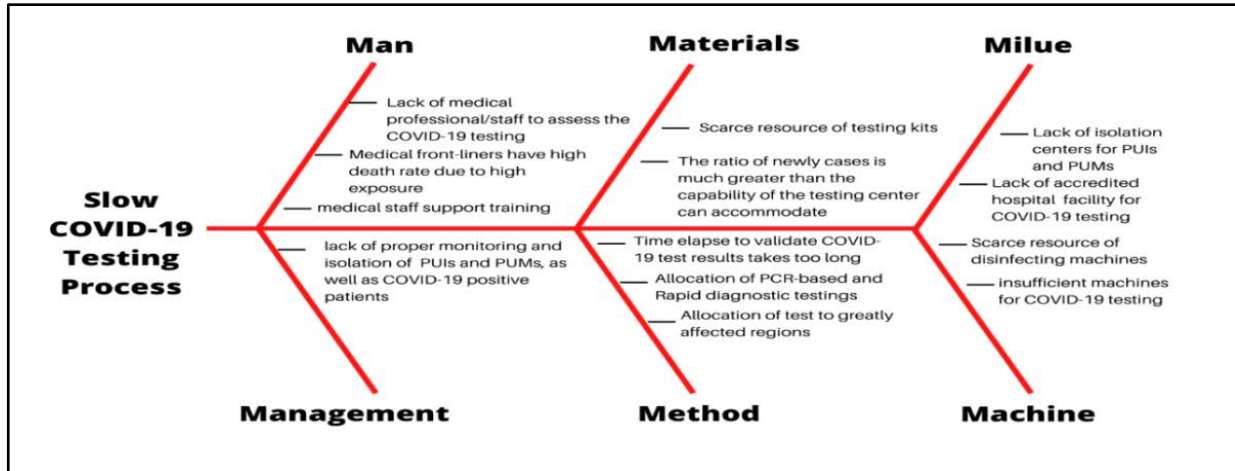 Man
Materials
Milue
Lack of medical
professional/staff to assess the
COVID-19 testing
Medical front-liners have high
death rate due to high
exposure
medical staff support training
Scarce resource of testing kits
The ratio of newly cases is
much greater than the
capability of the testing center
can accommodate
Lack of isolation
centers for PUIs
and PUMs
Lack of accredited
hospital facility for
COVID-19 testing
Slow
COVID-19
Testing
Process
lack of proper monitoring and
isolation of PUIs and PUMs, as
well as COVID-19 positive
patients
Time elapse to validate COVID-
19 test results takes too long
Allocation of PCR-based and
Rapid diagnostic testings
Allocation of test to greatly
affected regions
Scarce resource of
disinfecting machines
insufficient machines
for COVID-19 testing
Management
Method
Machine